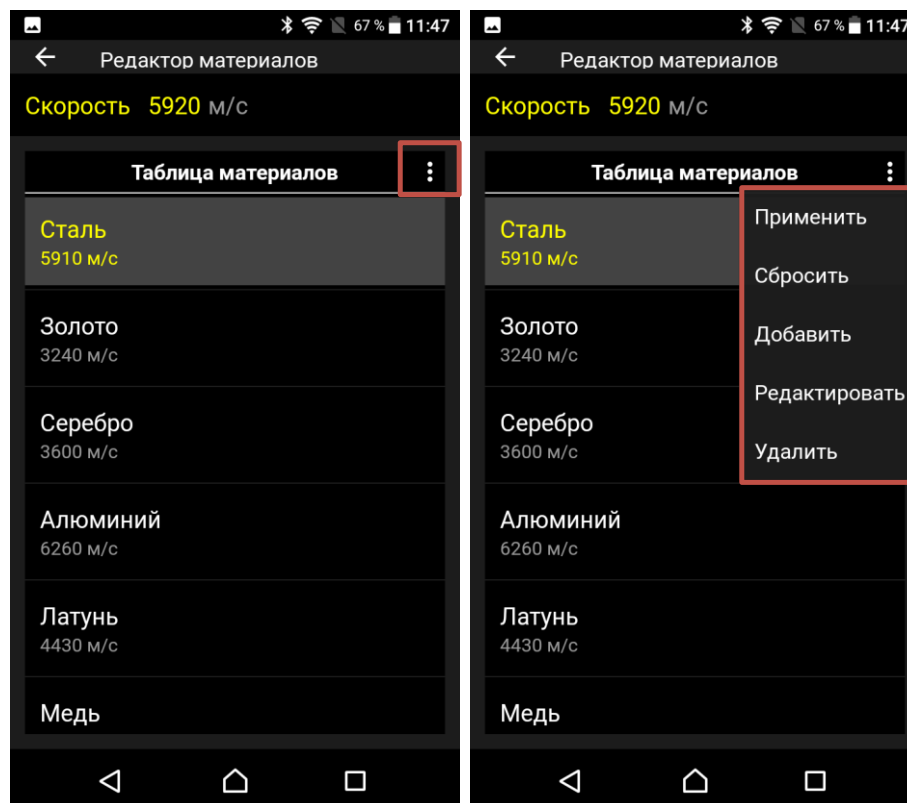 67 % 11:47
Редактор материалов
Скорость 5920 м/с
Таблица материалов
Сталь
5910 м/с
Золото
3240 м/с
Серебро
3600 м/с
Алюминий
6260 м/с
Латунь
4430 м/с
Медь
67 % 11:47
Редактор материалов
Скорость 5920 м/с
Таблица материалов
Сталь
5910 м/с
Золото
3240 м/с
Серебро
3600 м/с
Алюминий
6260 м/с
Латунь
4430 м/с
Медь
Применить
Сбросить
Добавить
Редактировать
Удалить